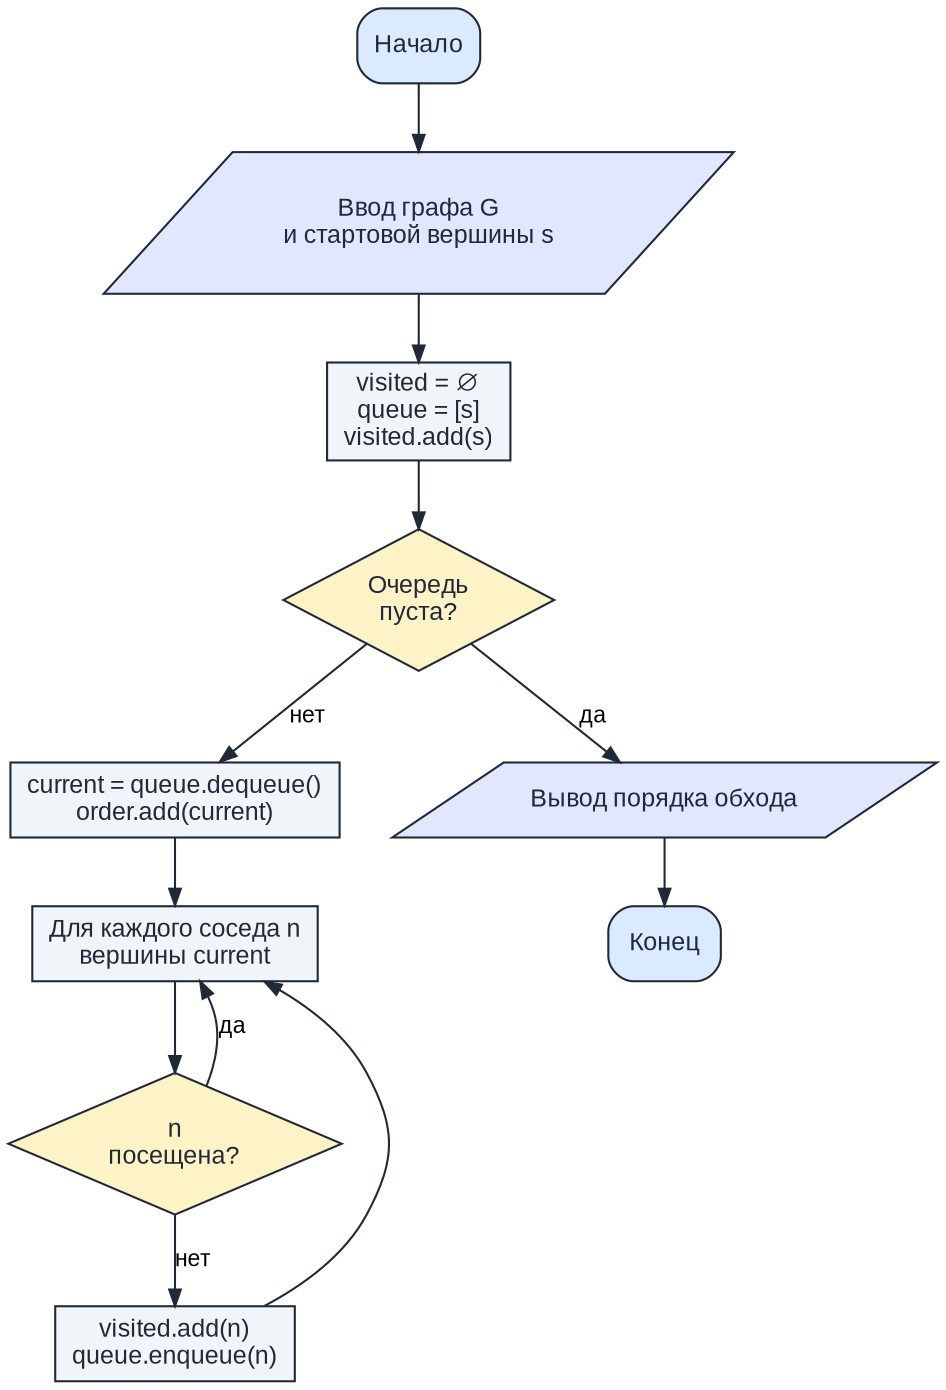 Начало
Ввод графа G
и стартовой вершины s
visited = ∅
queue = [s]
visited.add(s)
Очередь
пуста?
нет
да
current = queue.dequeue()
order.add(current)
Вывод порядка обхода
Для каждого соседа n
вершины current
Конец
да
n
посещена?
нет
visited.add(n)
queue.enqueue(n)